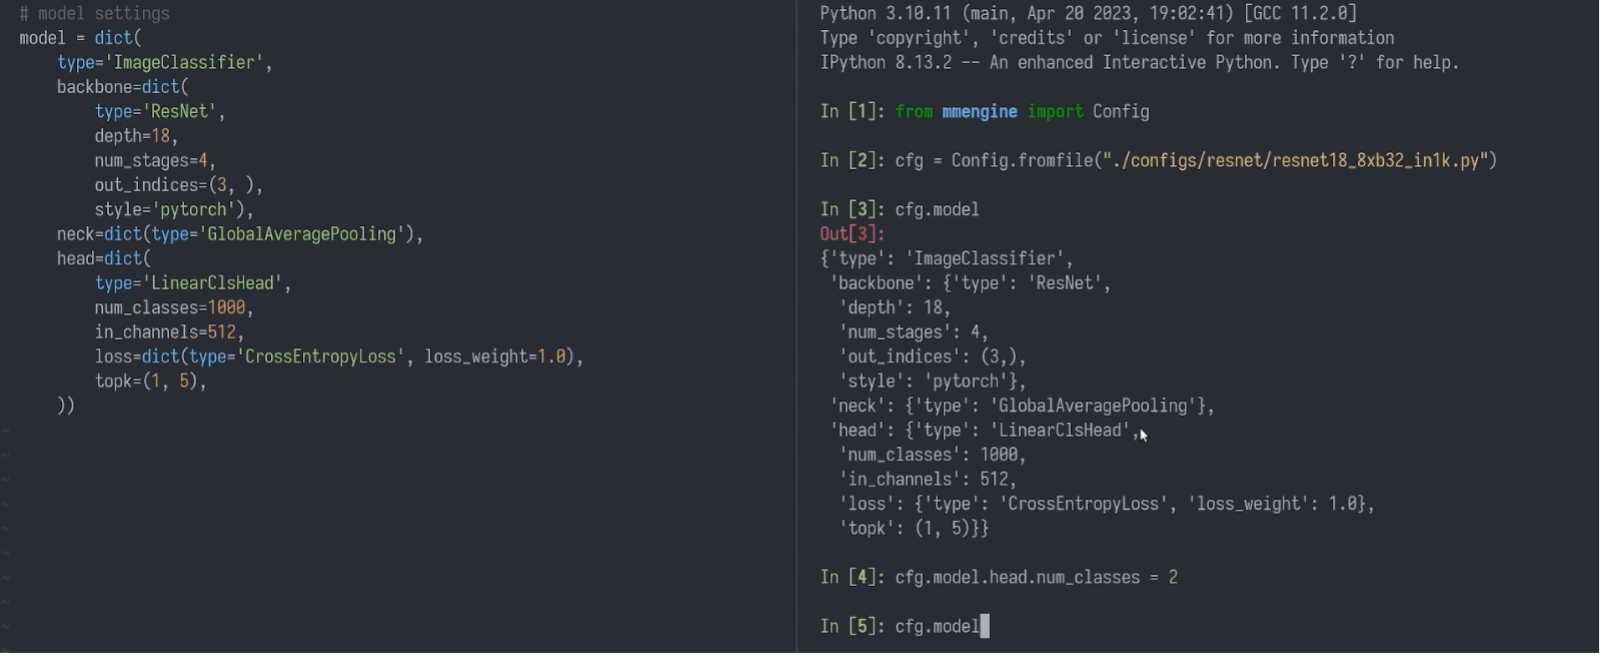 # model settings
model = dict(
    type='ImageClassifier',
    backbone=dict(
        type='ResNet',
        depth=18,
        num_stages=4,
        out_indices=(3, ),
        style='pytorch'),
    neck=dict(type='GlobalAveragePooling'),
    head=dict(
        type='LinearClsHead',
        num_classes=1000,
        in_channels=512,
        loss=dict(type='CrossEntropyLoss', loss_weight=1.0),
        topk=(1, 5),
    ))
~
~
~
~
~
~
~
~
~
~
Python 3.10.11 (main, Apr 20 2023, 19:02:41) [GCC 11.2.0]
Type 'copyright', 'credits' or 'license' for more information
IPython 8.13.2 -- An enhanced Interactive Python. Type '?' for help.
In [1]: from mmengine import Config
In [2]: cfg = Config.fromfile("./configs/resnet/resnet18_8xb32_in1k.py")
In [3]: cfg.model
Out[3]:
{'type': 'ImageClassifier',
 'backbone': {'type': 'ResNet',
  'depth': 18,
  'num_stages': 4,
  'out_indices': (3,),
  'style': 'pytorch'},
 'neck': {'type': 'GlobalAveragePooling'},
 'head': {'type': 'LinearClsHead',
  'num_classes': 1000,
  'in_channels': 512,
  'loss': {'type': 'CrossEntropyLoss', 'loss_weight': 1.0},
  'topk': (1, 5)}}
In [4]: cfg.model.head.num_classes = 2
In [5]: cfg.model